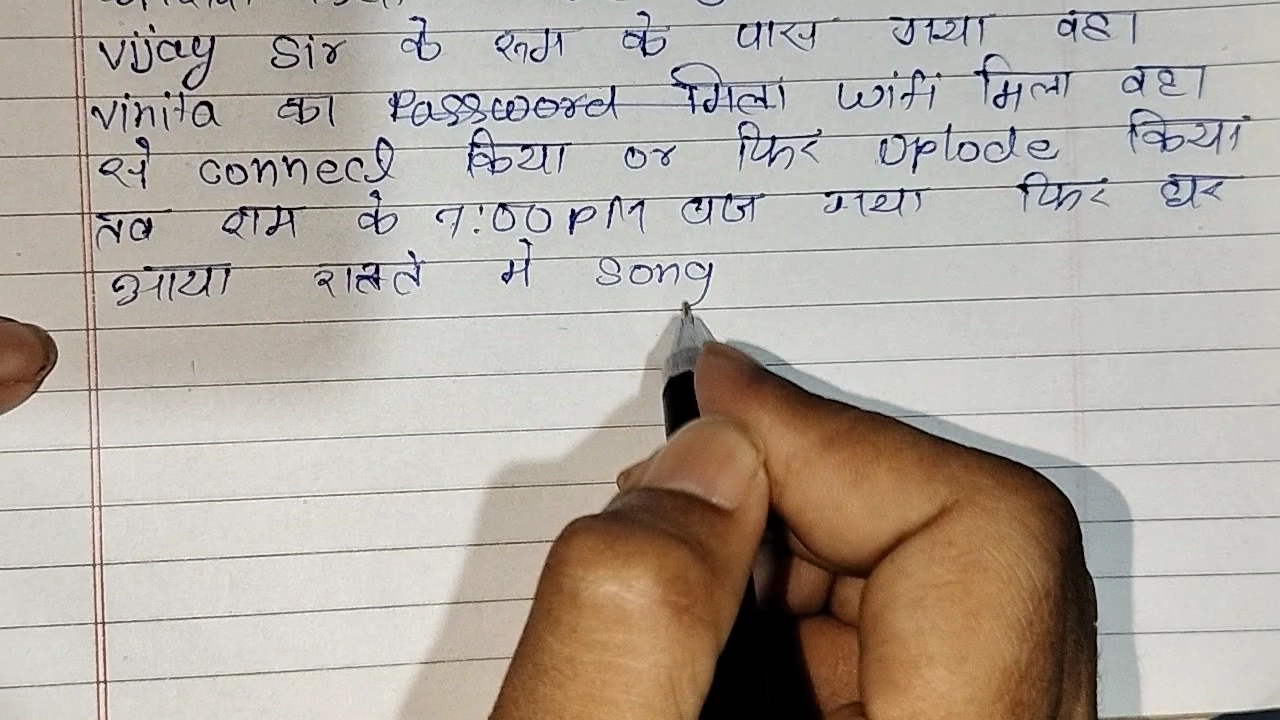 vijay sir के रूम के पास गया वहा
vinita का Password मिला wifi मिला वहा
से connect किया or फिर Oplode किया
तब शाम के 7:00 PM बज गया फिर घर
आया रास्ते मे song